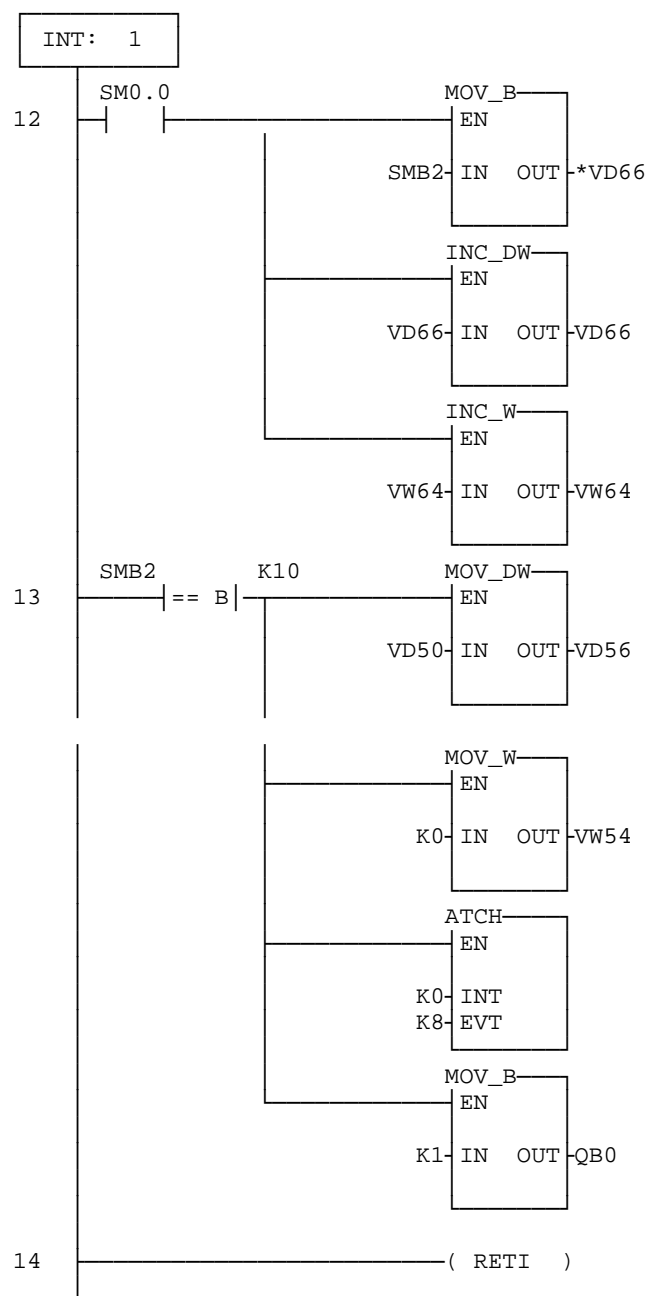 INT: 1
SM0.0
MOV_B
12
EN
SMB2 IN OUT *VD66
INC_DW
EN
VD66 IN OUT VD66
INC_W
EN
VW64 IN OUT VW64
SMB2 K10 MOV_DW
13 == B EN
VD50 IN OUT VD56
MOV_W
EN
K0 IN OUT VW54
ATCH
EN
K0 INT
K8 EVT
MOV_B
EN
K1 IN OUT QB0
14 ( RETI )